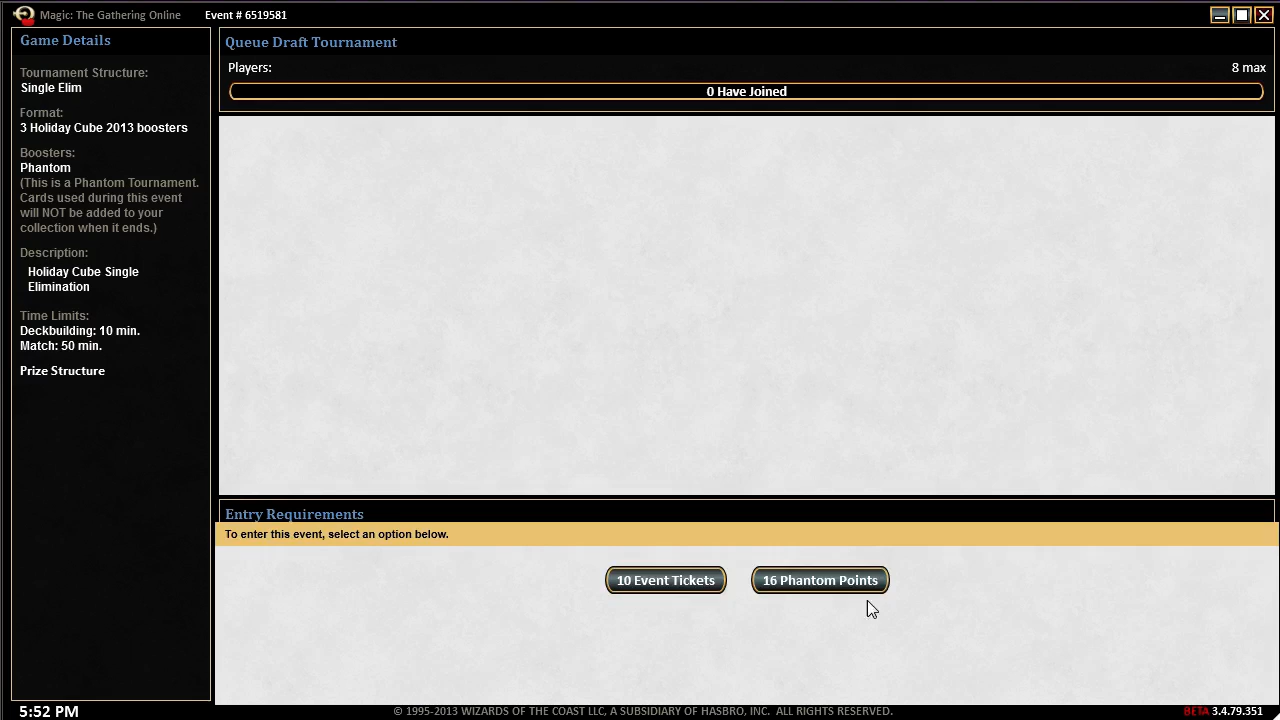 Magic: The Gathering Online
Event # 6519581
Game Details
Tournament Structure:
Single Elim
Format:
3 Holiday Cube 2013 boosters
Boosters:
Phantom
(This is a Phantom Tournament.
Cards used during this event
will NOT be added to your
collection when it ends.)
Description:
Holiday Cube Single
Elimination
Time Limits:
Deckbuilding: 10 min.
Match: 50 min.
Prize Structure
Queue Draft Tournament
Players:
8 max
0 Have Joined
Entry Requirements
To enter this event, select an option below.
10 Event Tickets
16 Phantom Points
5:52 PM
© 1995-2013 WIZARDS OF THE COAST LLC, A SUBSIDIARY OF HASBRO, INC. ALL RIGHTS RESERVED.
BETA 3.4.79.351